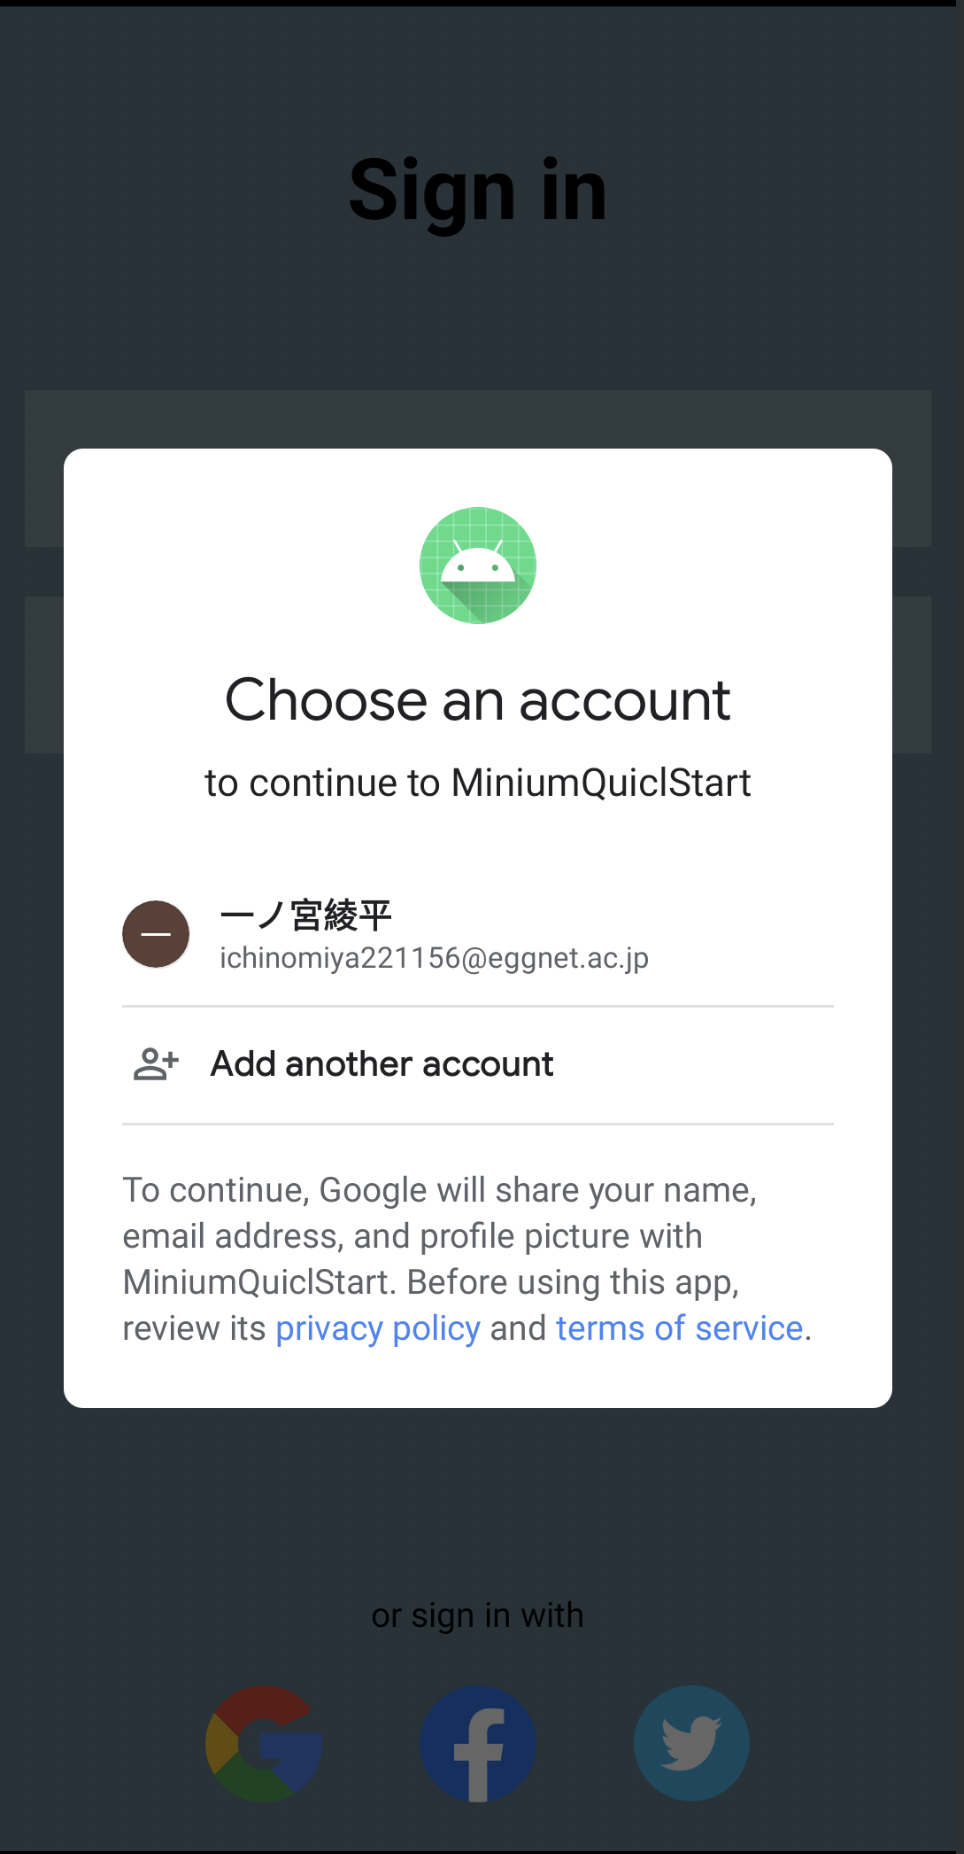 Sign in
Choose an account
to continue to MiniumQuiclStart
一ノ宮綾平
ichinomiya221156@eggnet.ac.jp
Add another account
To continue, Google will share your name,
email address, and profile picture with
MiniumQuiclStart. Before using this app,
review its privacy policy and terms of service.
or sign in with